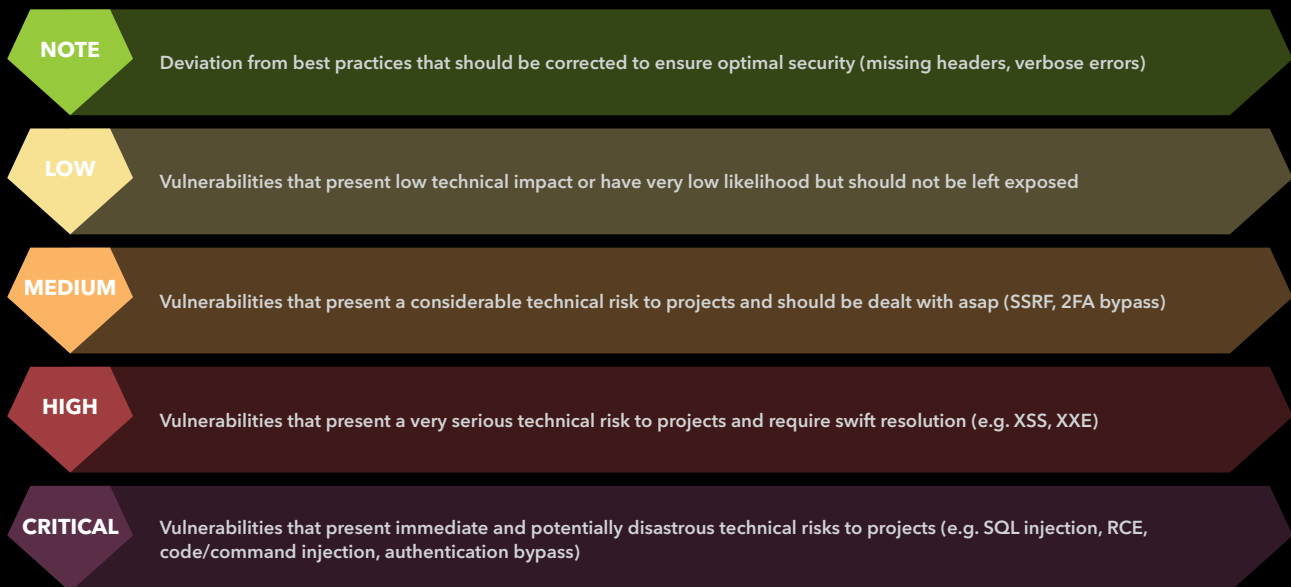 NOTE
Deviation from best practices that should be corrected to ensure optimal security (missing headers, verbose errors)
LOW
Vulnerabilities that present low technical impact or have very low likelihood but should not be left exposed
MEDIUM
Vulnerabilities that present a considerable technical risk to projects and should be dealt with asap (SSRF, 2FA bypass)
HIGH
Vulnerabilities that present a very serious technical risk to projects and require swift resolution (e.g. XSS, XXE)
CRITICAL
Vulnerabilities that present immediate and potentially disastrous technical risks to projects (e.g. SQL injection, RCE,
code/command injection, authentication bypass)